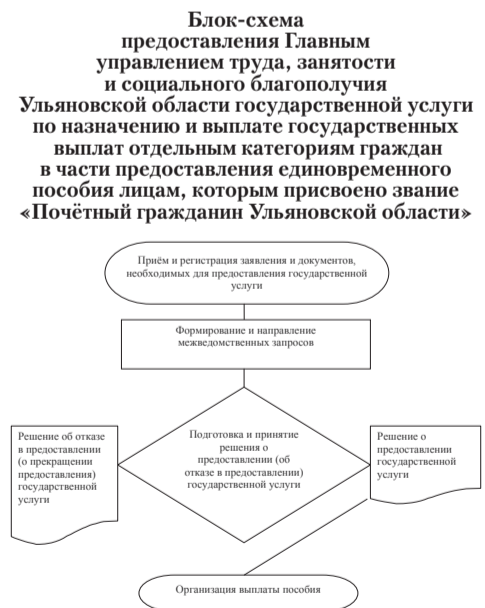 Блок-схема
предоставления Главным
управлением труда, занятости
и социального благополучия
Ульяновской области государственной услуги
по назначению и выплате государственных
выплат отдельным категориям граждан
в части предоставления единовременного
пособия лицам, которым присвоено звание
«Почётный гражданин Ульяновской области»
Приём и регистрация заявления и документов,
необходимых для предоставления государственной
услуги
Формирование и направление
межведомственных запросов
Решение об отказе
в предоставлении
(о прекращении
предоставления)
государственной
услуги
Подготовка и принятие
решения о
предоставлении (об
отказе в предоставлении)
государственной услуги
Решение о
предоставлении
государственной
услуги
Организация выплаты пособия